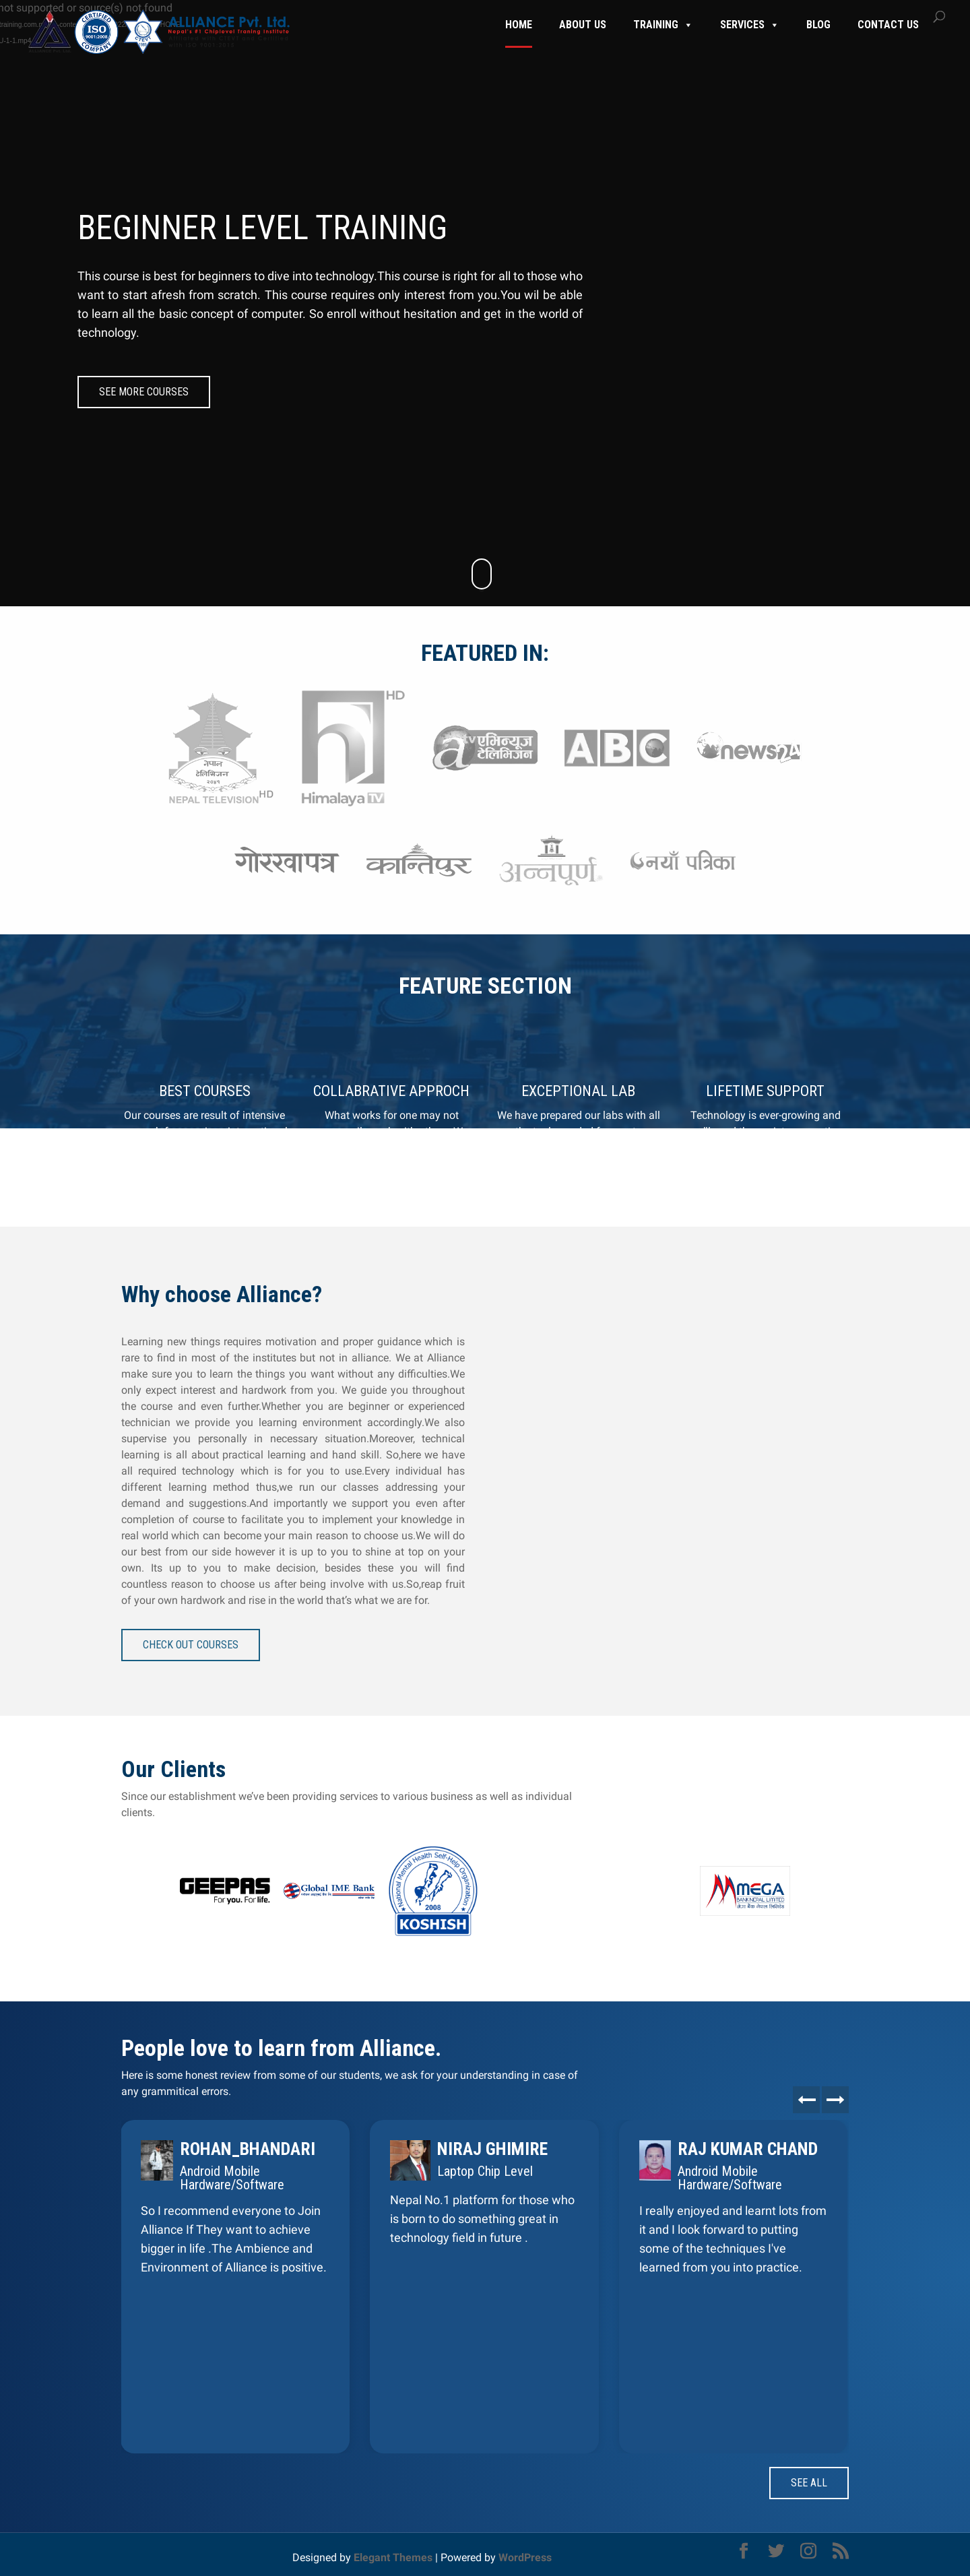 not supported or source(s) not found
ALLIANCE Pvt. Ltd.
Nepal's #1 Chiplevel Traning Institute
ISO
9001:2008
COMPANY
HOME
ABOUT US
TRAINING
SERVICES
BLOG
CONTACT US
BEGINNER LEVEL TRAINING
This course is best for beginners to dive into technology.This course is right for all to those who
want to start afresh from scratch. This course requires only interest from you.You wil be able
to learn all the basic concept of computer. So enroll without hesitation and get in the world of
technology.
SEE MORE COURSES
FEATURED IN:
नेपाल
टेलिभिजन
NEPAL TELEVISION HD
HD
Himalaya TV
a tv एभिन्यूज टेलिभिजन
ABC
news24
गोरखापत्र
कान्तिपुर
अन्नपूर्ण
नयाँ पत्रिका
FEATURE SECTION
BEST COURSES
COLLABRATIVE APPROCH
EXCEPTIONAL LAB
LIFETIME SUPPORT
Our courses are result of intensive
What works for one may not
We have prepared our labs with all
Technology is ever-growing and
Why choose Alliance?
Learning new things requires motivation and proper guidance which is
rare to find in most of the institutes but not in alliance. We at Alliance
make sure you to learn the things you want without any difficulties.We
only expect interest and hardwork from you. We guide you throughout
the course and even further.Whether you are beginner or experienced
technician we provide you learning environment accordingly.We also
supervise you personally in necessary situation.Moreover, technical
learning is all about practical learning and hand skill. So,here we have
all required technology which is for you to use.Every individual has
different learning method thus,we run our classes addressing your
demand and suggestions.And importantly we support you even after
completion of course to facilitate you to implement your knowledge in
real world which can become your main reason to choose us.We will do
our best from our side however it is up to you to shine at top on your
own. Its up to you to make decision, besides these you will find
countless reason to choose us after being involve with us.So,reap fruit
of your own hardwork and rise in the world that's what we are for.
CHECK OUT COURSES
Our Clients
Since our establishment we've been providing services to various business as well as individual
clients.
GEEPAS
For you. For life.
Global IME Bank
National Mental Health Self-Help Organization
2008
KOSHISH
MEGA
BANK NEPAL LIMITED
People love to learn from Alliance.
Here is some honest review from some of our students, we ask for your understanding in case of
any grammitical errors.
ROHAN_BHANDARI
Android Mobile
Hardware/Software
So I recommend everyone to Join
Alliance If They want to achieve
bigger in life .The Ambience and
Environment of Alliance is positive.
NIRAJ GHIMIRE
Laptop Chip Level
Nepal No.1 platform for those who
is born to do something great in
technology field in future .
RAJ KUMAR CHAND
Android Mobile
Hardware/Software
I really enjoyed and learnt lots from
it and I look forward to putting
some of the techniques I've
learned from you into practice.
SEE ALL
Designed by Elegant Themes | Powered by WordPress